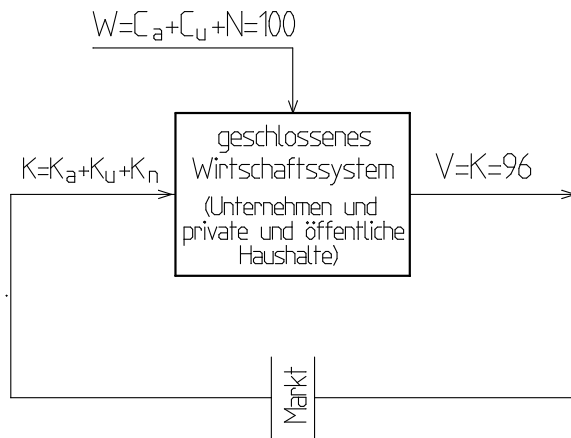 W=Ca+Cu+N=100
geschlossenes
Wirtschaftssystem
(Unternehmen und
private und öffentliche
Haushalte)
K=Ka+Ku+Kn
V=K=96
Markt